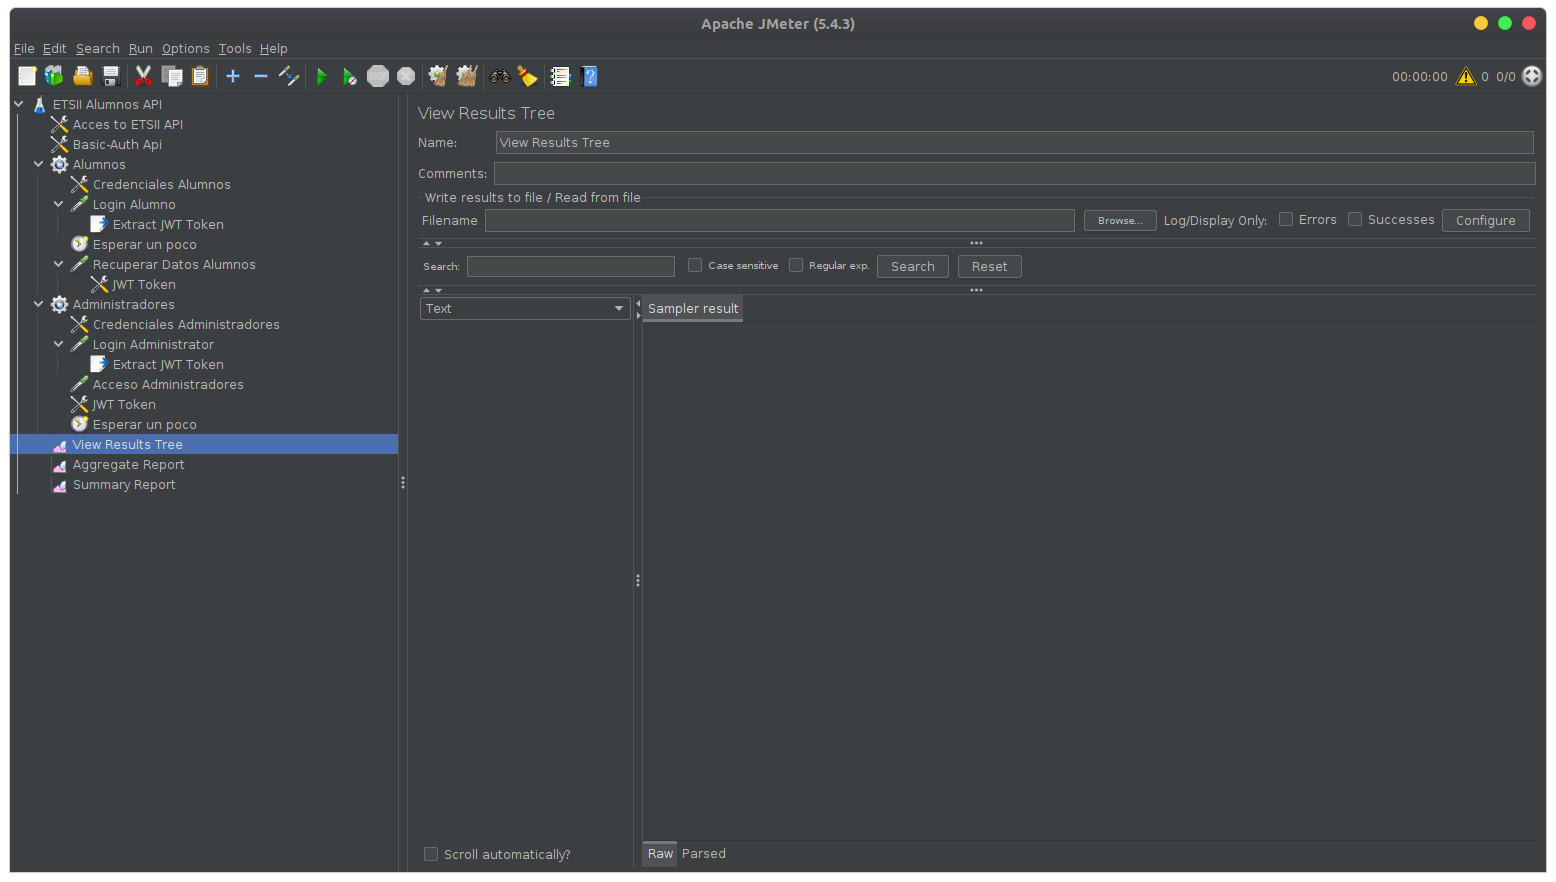 Apache JMeter (5.4.3)
File Edit Search Run Options Tools Help
00:00:00 0 0/0
ETSII Alumnos API
Acces to ETSII API
Basic-Auth Api
Alumnos
Credenciales Alumnos
Login Alumno
Extract JWT Token
Esperar un poco
Recuperar Datos Alumnos
JWT Token
Administradores
Credenciales Administradores
Login Administrator
Extract JWT Token
Acceso Administradores
JWT Token
Esperar un poco
View Results Tree
Aggregate Report
Summary Report
View Results Tree
Name: View Results Tree
Comments:
Write results to file / Read from file
Filename Browse... Log/Display Only: Errors Successes Configure
Search: Case sensitive Regular exp. Search Reset
Text Sampler result
Scroll automatically? Raw Parsed